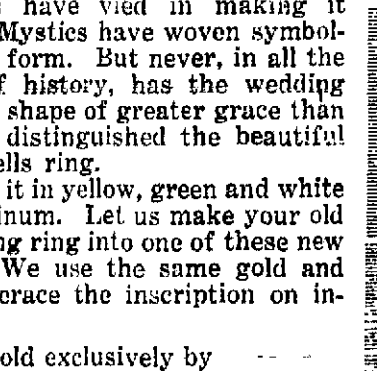 have vied in making it
Mystics have woven symbol-
form. But never, in all the
of history, has the wedding
shape of greater grace than
distinguished the beautiful
ells ring.
it in yellow, green and white
inum. Let us make your old
ng ring into one of these new
We use the same gold and
erace the inscription on in-
old exclusively by